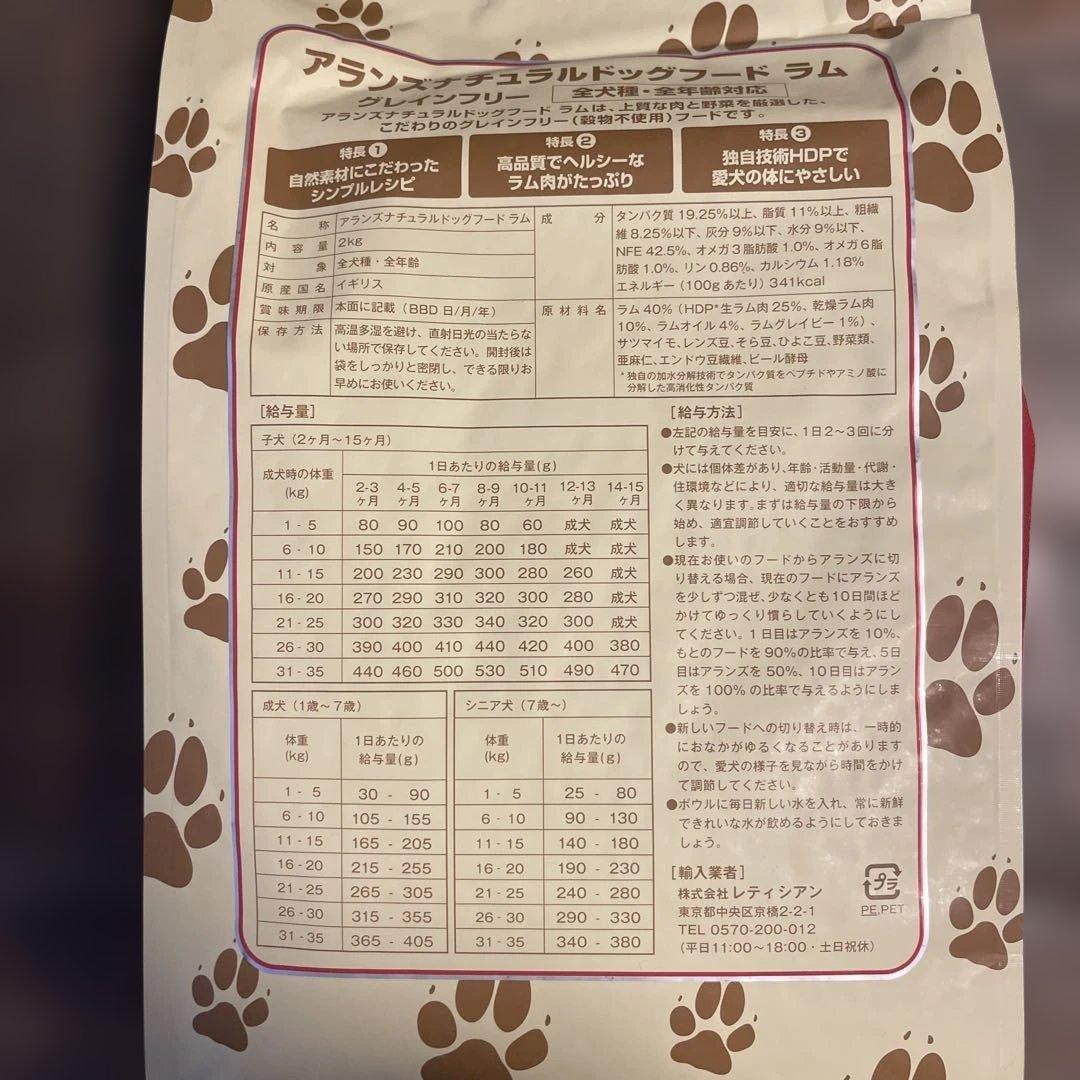 アランズナチュラルドッグフード ラム
グレインフリー 全犬種・全年齢対応
アランズナチュラルドッグフード ラムは、上質な肉と野菜を厳選した、
こだわりのグレインフリー(穀物不使用)フードです。
特長1
自然素材にこだわった
シンプルレシピ
特長2
高品質でヘルシーな
ラム肉がたっぷり
特長3
独自技術HDPで
愛犬の体にやさしい
名称 アランズナチュラルドッグフード ラム
内容量 2kg
対象 全犬種・全年齢
原産国名 イギリス
賞味期限 本面に記載(BBD 日/月/年)
保存方法 高温多湿を避け、直射日光の当たらな
い場所で保存してください。開封後は
袋をしっかりと密閉し、できる限りお
早めにお使いください。
成分 タンパク質 19.25%以上、脂質 11%以上、粗繊
維 8.25%以下、灰分 9%以下、水分 9%以下、
NFE 42.5%、オメガ3脂肪酸 1.0%、オメガ6脂
肪酸 1.0%、リン 0.86%、カルシウム 1.18%
エネルギー(100gあたり)341kcal
原材料名 ラム 40%(HDP*生ラム肉 25%、乾燥ラム肉
10%、ラムオイル 4%、ラムグレイビー 1%)、
サツマイモ、レンズ豆、そら豆、ひよこ豆、野菜類、
亜麻仁、エンドウ豆繊維、ビール酵母
*独自の加水分解技術でタンパク質をペプチドやアミノ酸に
分解した高消化性タンパク質
[給与量]
子犬(2ヶ月〜15ヶ月)
成犬時の体重(kg) 1日あたりの給与量(g)
2-3ヶ月 4-5ヶ月 6-7ヶ月 8-9ヶ月 10-11ヶ月 12-13ヶ月 14-15ヶ月
1 - 5 80 90 100 80 60 成犬 成犬
6 - 10 150 170 210 200 180 成犬 成犬
11 - 15 200 230 290 300 280 260 成犬
16 - 20 270 290 310 320 300 280 成犬
21 - 25 300 320 330 340 320 300 成犬
26 - 30 390 400 410 440 420 400 380
31 - 35 440 460 500 530 510 490 470
成犬(1歳〜7歳)
体重(kg) 1日あたりの給与量(g)
1 - 5 30 - 90
6 - 10 105 - 155
11 - 15 165 - 205
16 - 20 215 - 255
21 - 25 265 - 305
26 - 30 315 - 355
31 - 35 365 - 405
シニア犬(7歳〜)
体重(kg) 1日あたりの給与量(g)
1 - 5 25 - 80
6 - 10 90 - 130
11 - 15 140 - 180
16 - 20 190 - 230
21 - 25 240 - 280
26 - 30 290 - 330
31 - 35 340 - 380
[給与方法]
●左記の給与量を目安に、1日2〜3回に分
けて与えてください。
●犬には個体差があり、年齢・活動量・代謝・
住環境などにより、適切な給与量は大き
く異なります。まずは給与量の下限から
始め、適宜調節していくことをおすすめ
します。
●現在お使いのフードからアランズに切
り替える場合、現在のフードにアランズ
を少しずつ混ぜ、少なくとも10日間ほど
かけてゆっくり慣らしていくようにし
てください。1日目はアランズを10%、
もとのフードを90%の比率で与え、5日
目はアランズを50%、10日目はアラン
ズを100%の比率で与えるようにしま
しょう。
●新しいフードへの切り替え時は、一時的
におなかがゆるくなることがあります
ので、愛犬の様子を見ながら時間をかけ
て調節してください。
●ボウルに毎日新しい水を入れ、常に新鮮
できれいな水が飲めるようにしておきま
しょう。
[輸入業者]
株式会社レティシアン
東京都中央区京橋2-2-1
TEL 0570-200-012
(平日11:00〜18:00・土日祝休)
プラ
PE,PET